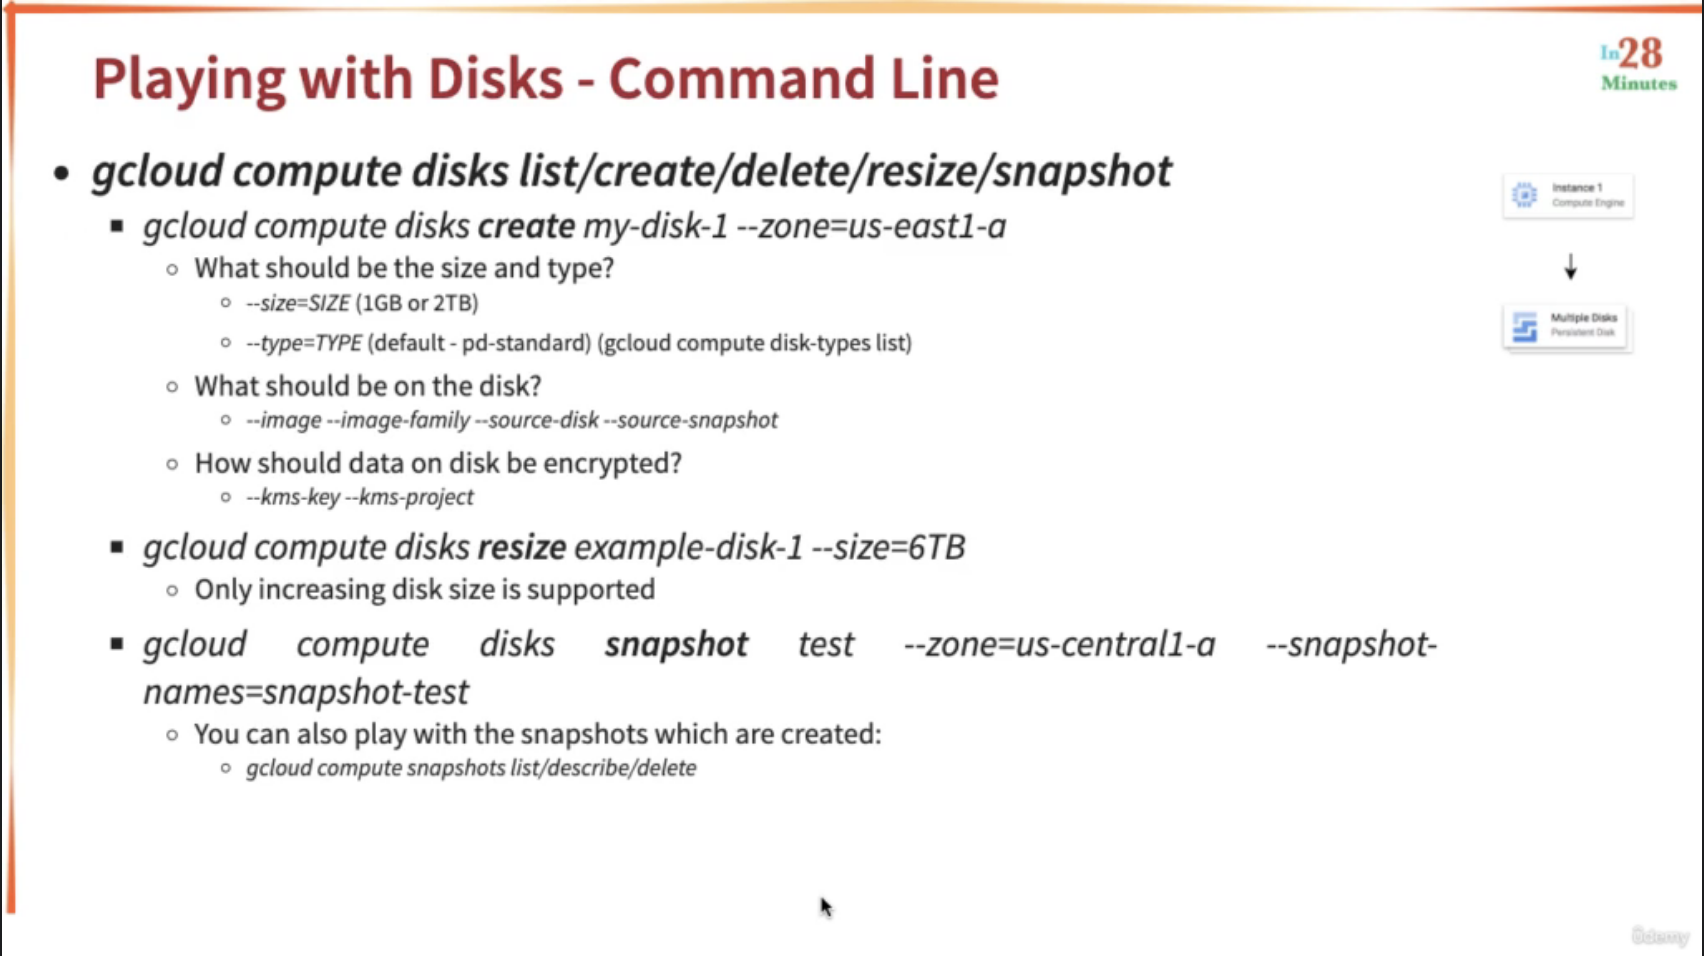 Playing with Disks - Command Line
In28
Minutes
• gcloud compute disks list/create/delete/resize/snapshot
▪ gcloud compute disks create my-disk-1 --zone=us-east1-a
○ What should be the size and type?
○ --size=SIZE (1GB or 2TB)
○ --type=TYPE (default - pd-standard) (gcloud compute disk-types list)
○ What should be on the disk?
○ --image --image-family --source-disk --source-snapshot
○ How should data on disk be encrypted?
○ --kms-key --kms-project
▪ gcloud compute disks resize example-disk-1 --size=6TB
○ Only increasing disk size is supported
▪ gcloud compute disks snapshot test --zone=us-central1-a --snapshot-
names=snapshot-test
○ You can also play with the snapshots which are created:
○ gcloud compute snapshots list/describe/delete
Instance 1
Compute Engine
Multiple Disks
Persistent Disk
ûdemy